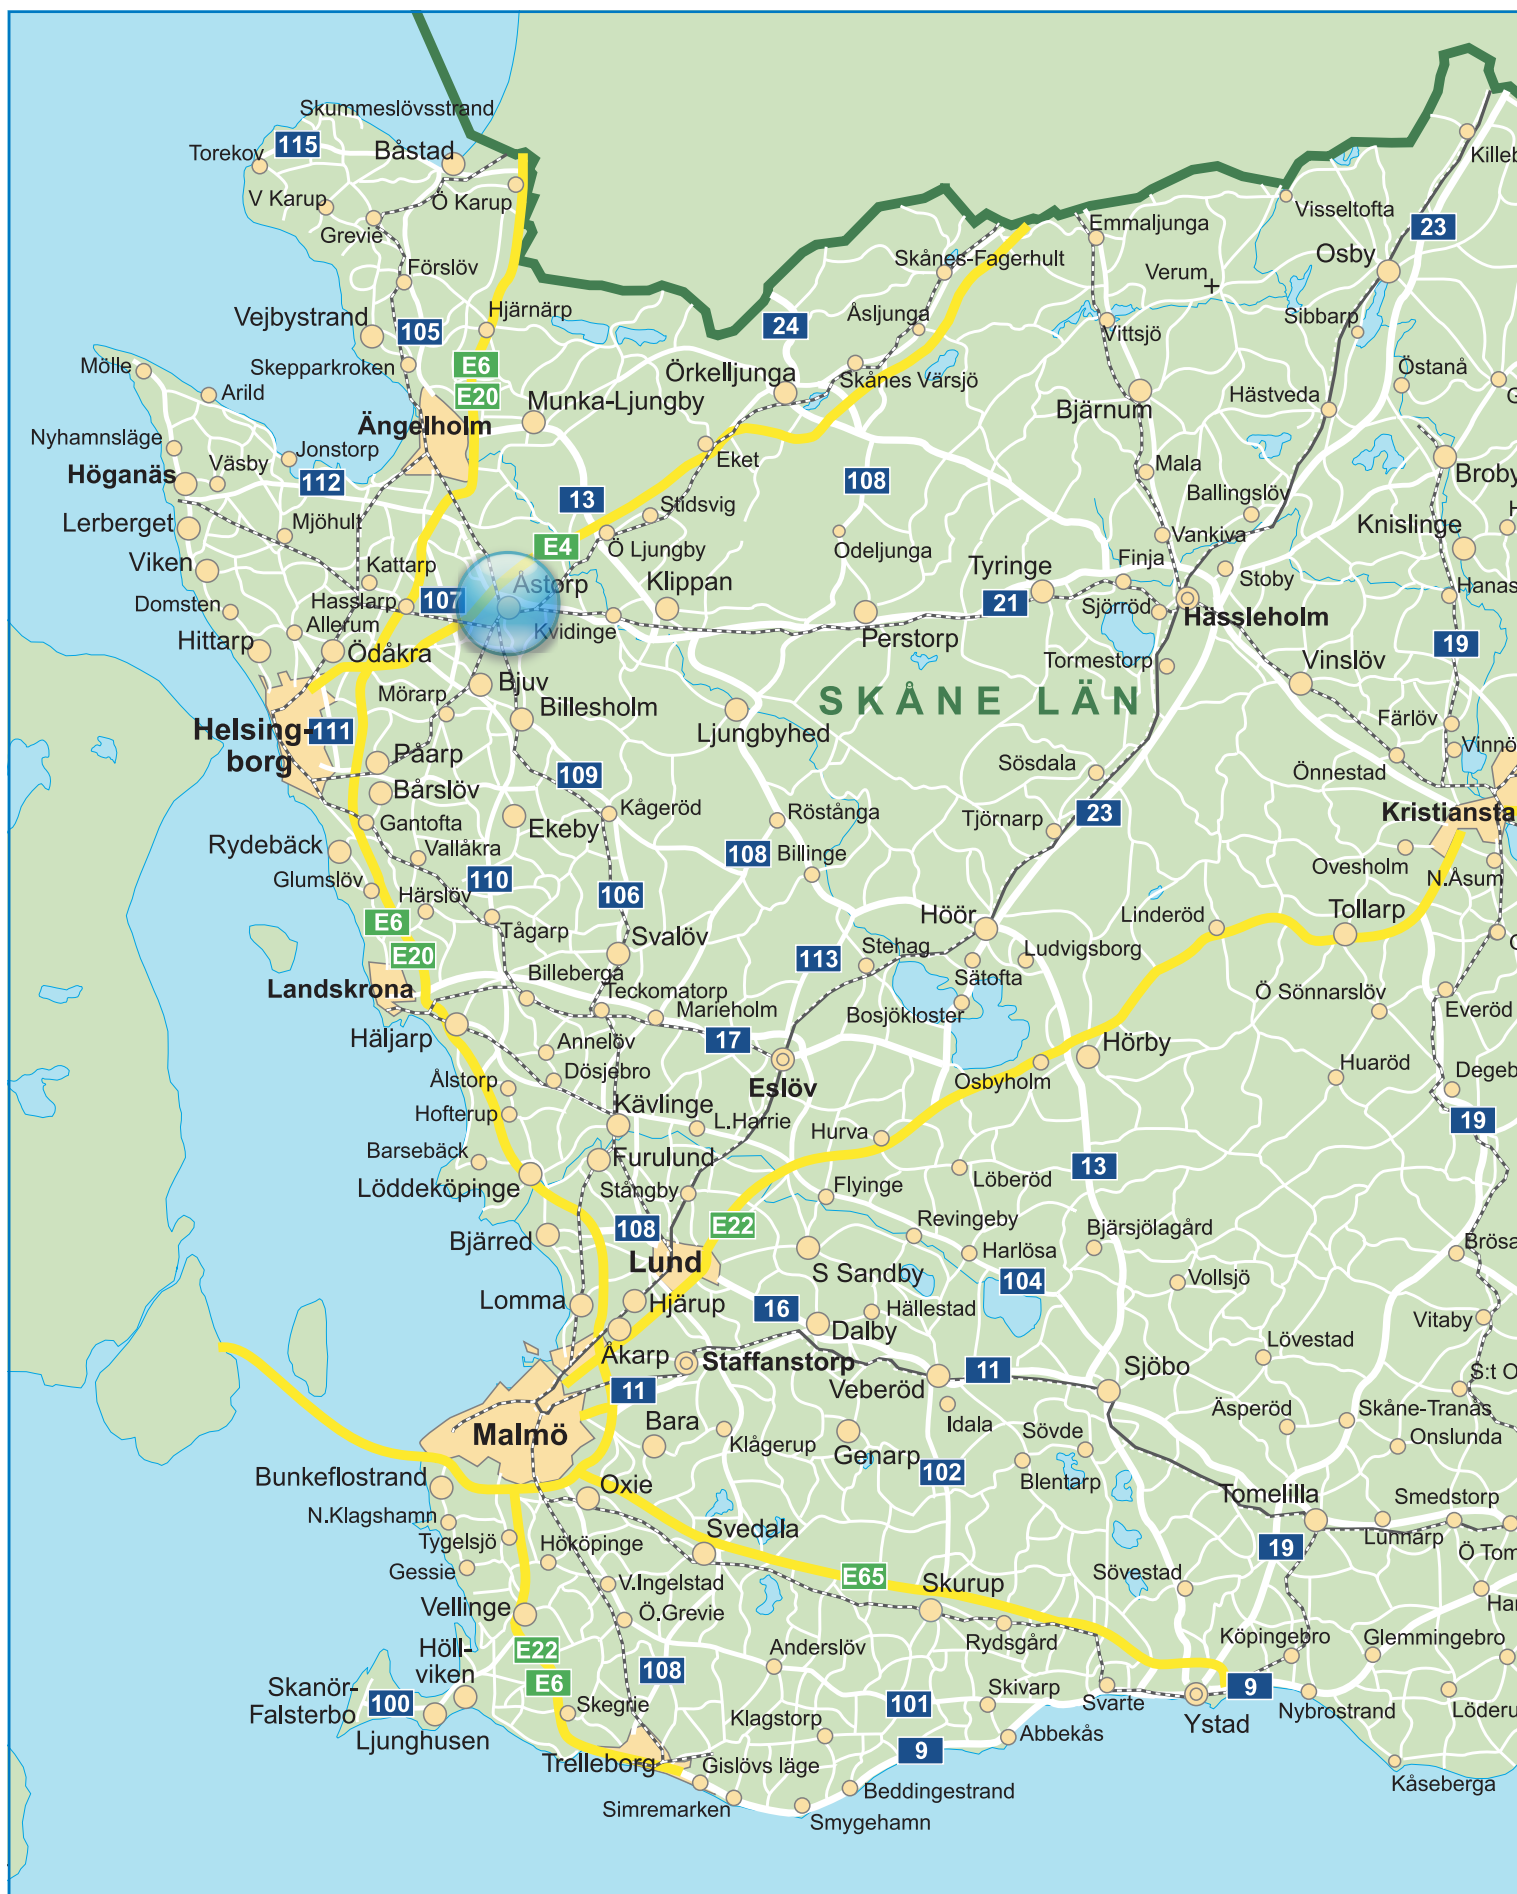 Skummeslövsstrand
115
Torekov
Båstad
V Karup
Ö Karup
Grevie
Förslöv
Vejbystrand
105
Hjärnärp
Skepparkroken
E6
E20
Mölle
Arild
Munka-Ljungby
Ängelholm
Nyhamnsläge
Jonstorp
Höganäs
Väsby
112
Lerberget
Mjöhult
Viken
Kattarp
Domsten
Hasslarp
107
Allerum
Hittarp
Ödåkra
Killeb
Visseltofta
23
Emmaljunga
Osby
Skånes-Fagerhult
Verum
24
Åsljunga
Vittsjö
Sibbarp
Örkelljunga
Skånes Värsjö
Östanå
Bjärnum
Hästveda
G
Eket
Mala
Broby
108
Ballingslöv
13
Stidsvig
Vankiva
Knislinge
H
E4
Ö Ljungby
Odeljunga
Tyringe
Finja
Stoby
Åstorp
Klippan
21
Sjörröd
Hanas
Kvidinge
Perstorp
Hässleholm
19
Tormestorp
Vinslöv
Mörarp
Bjuv
SKÅNE LÄN
Billesholm
Helsing-
borg
111
Ljungbyhed
Färlöv
Påarp
Vinnö
109
Sösdala
Önnestad
Bårslöv
Kågeröd
Röstånga
23
Kristiansta
Gantofta
Ekeby
Tjörnarp
Rydebäck
Vallåkra
108
Billinge
Ovesholm
Glumslöv
110
N.Åsum
Härslöv
106
E6
Tågarp
Höör
Linderöd
Tollarp
E20
Svalöv
Stehag
Ludvigsborg
113
Sätofta
Landskrona
Billeberga
Teckomatorp
Marieholm
Bosjökloster
Ö Sönnarslöv
Everöd
Häljarp
17
Annelöv
Hörby
Dösjebro
Eslöv
Osbyholm
Huaröd
Degeb
Ålstorp
Hofterup
Kävlinge
L.Harrie
Hurva
19
Barsebäck
Furulund
13
Löddeköpinge
Stångby
Flyinge
Löberöd
108
E22
Revingeby
Bjärsjölagård
Bjärred
Brösa
Lund
Harlösa
S Sandby
104
Vollsjö
Lomma
Hjärup
16
Hällestad
Vitaby
Dalby
Lövestad
Åkarp
Staffanstorp
11
11
Veberöd
Sjöbo
S:t O
Malmö
Bara
Klågerup
Idala
Äsperöd
Skåne-Tranås
Genarp
Sövde
Onslunda
Bunkeflostrand
102
Blentarp
Oxie
N.Klagshamn
Tomelilla
Smedstorp
Svedala
Lunnarp
Tygelsjö
Hököpinge
19
Ö Tom
Gessie
V.Ingelstad
E65
Skurup
Sövestad
Vellinge
Ö.Grevie
Har
Rydsgård
Köpingebro
Glemmingebro
Höll-
viken
E22
Anderslöv
Skanör-
Falsterbo
E6
108
100
Skegrie
101
Skivarp
Svarte
9
Ystad
Nybrostrand
Löderu
Ljunghusen
Klagstorp
Abbekås
9
Trelleborg
Gislövs läge
Kåseberga
Simremarken
Beddingestrand
Smygehamn